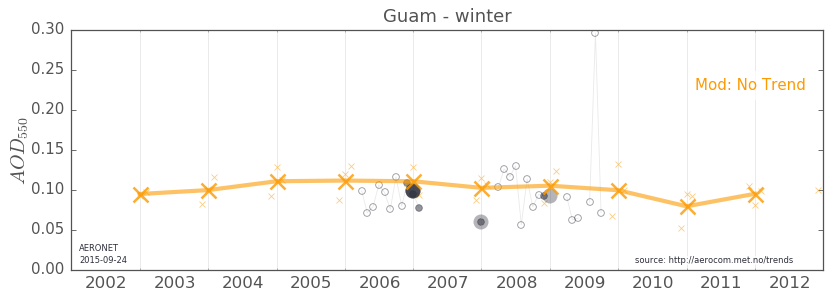 Guam - winter
0.30
0.25
0.20
0.15
0.10
0.05
0.00
AOD550
Mod: No Trend
AERONET
2015-09-24
source: http://aerocom.met.no/trends
2002 2003 2004 2005 2006 2007 2008 2009 2010 2011 2012